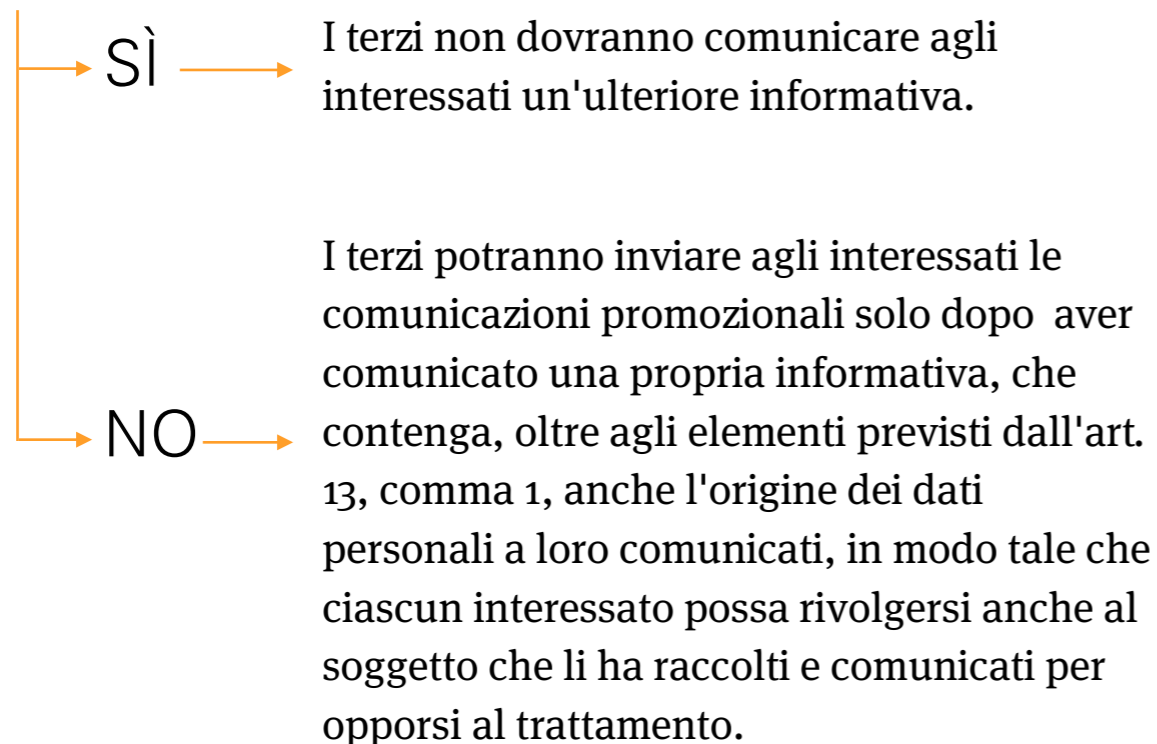 SÌ
I terzi non dovranno comunicare agli
interessati un'ulteriore informativa.
NO
I terzi potranno inviare agli interessati le
comunicazioni promozionali solo dopo  aver
comunicato una propria informativa, che
contenga, oltre agli elementi previsti dall'art.
13, comma 1, anche l'origine dei dati
personali a loro comunicati, in modo tale che
ciascun interessato possa rivolgersi anche al
soggetto che li ha raccolti e comunicati per
opporsi al trattamento.